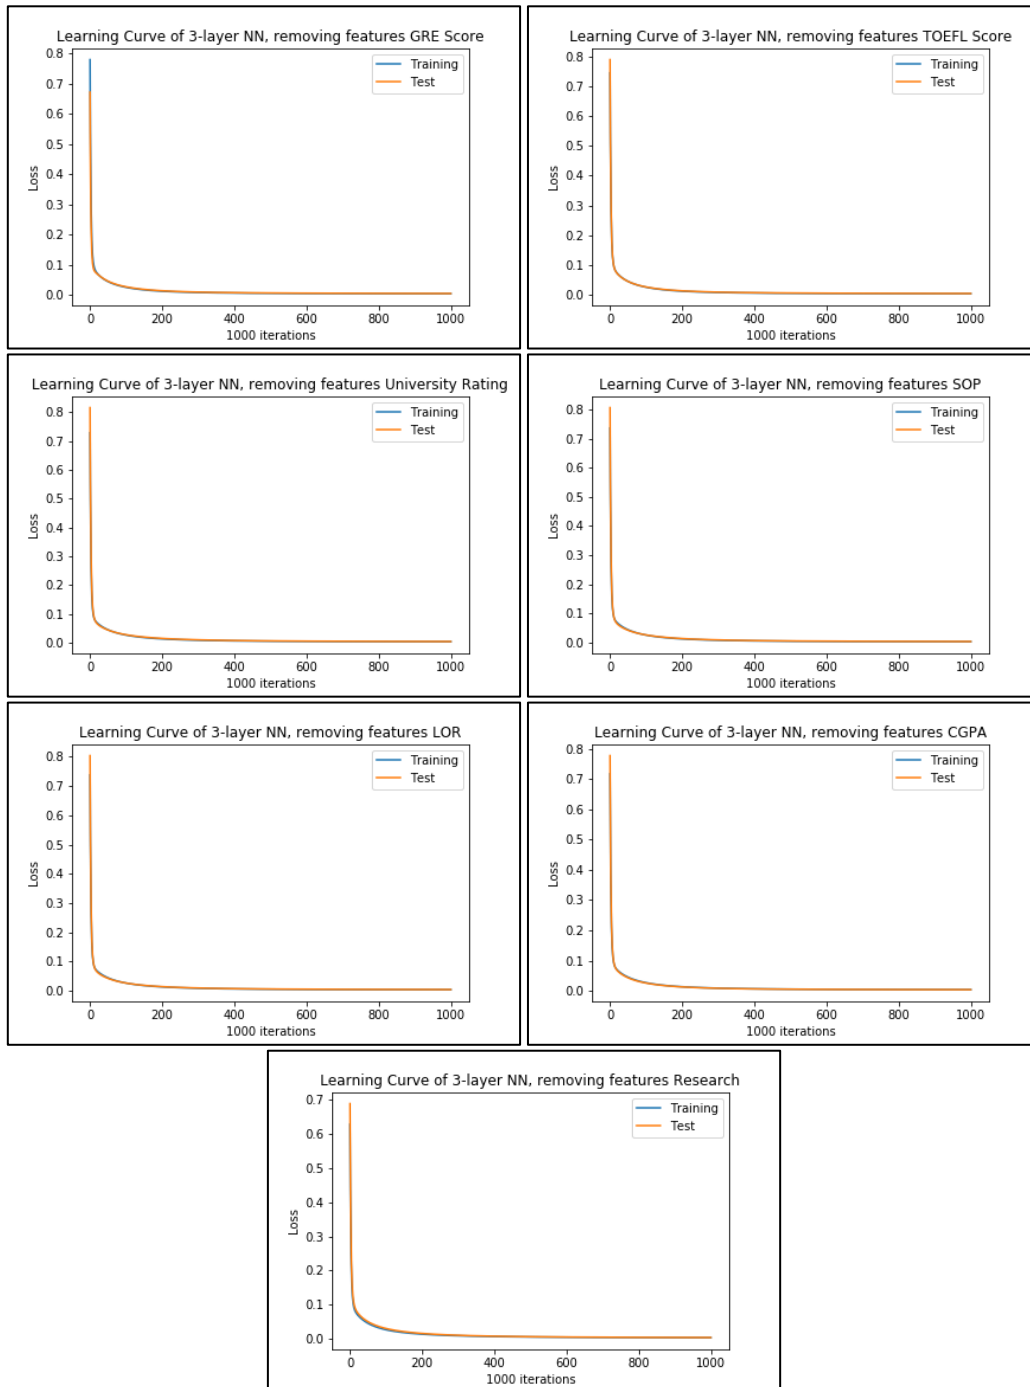 Learning Curve of 3-layer NN, removing features GRE Score
Training
Test
Loss
0.8
0.7
0.6
0.5
0.4
0.3
0.2
0.1
0.0
0 200 400 600 800 1000
1000 iterations
Learning Curve of 3-layer NN, removing features TOEFL Score
Training
Test
Loss
0.8
0.7
0.6
0.5
0.4
0.3
0.2
0.1
0.0
0 200 400 600 800 1000
1000 iterations
Learning Curve of 3-layer NN, removing features University Rating
Training
Test
Loss
0.8
0.7
0.6
0.5
0.4
0.3
0.2
0.1
0.0
0 200 400 600 800 1000
1000 iterations
Learning Curve of 3-layer NN, removing features SOP
Training
Test
Loss
0.8
0.7
0.6
0.5
0.4
0.3
0.2
0.1
0.0
0 200 400 600 800 1000
1000 iterations
Learning Curve of 3-layer NN, removing features LOR
Training
Test
Loss
0.8
0.7
0.6
0.5
0.4
0.3
0.2
0.1
0.0
0 200 400 600 800 1000
1000 iterations
Learning Curve of 3-layer NN, removing features CGPA
Training
Test
Loss
0.8
0.7
0.6
0.5
0.4
0.3
0.2
0.1
0.0
0 200 400 600 800 1000
1000 iterations
Learning Curve of 3-layer NN, removing features Research
Training
Test
Loss
0.7
0.6
0.5
0.4
0.3
0.2
0.1
0.0
0 200 400 600 800 1000
1000 iterations